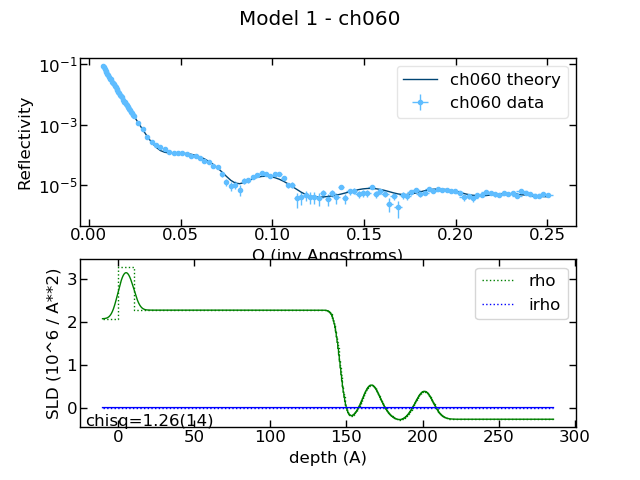 Model 1 - ch060
10⁻¹
10⁻³
10⁻⁵
Reflectivity
ch060 theory
ch060 data
0.00 0.05 0.10 0.15 0.20 0.25
Q (inv Angstroms)
3
2
1
0
SLD (10^6 / A**2)
rho
irho
chisq=1.26(14)
0 50 100 150 200 250 300
depth (A)